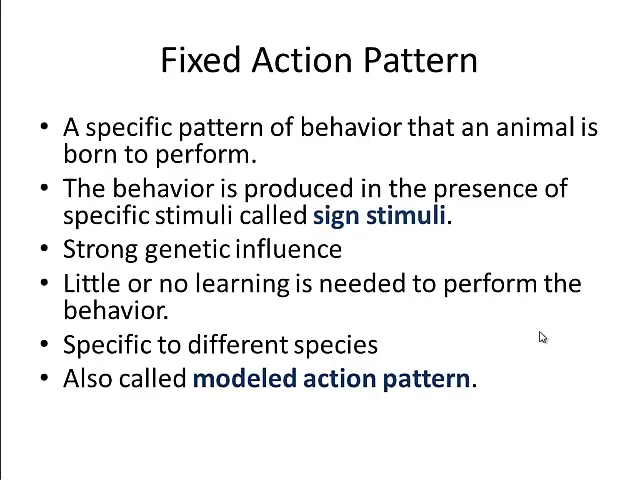 Fixed Action Pattern
• A specific pattern of behavior that an animal is
born to perform.
• The behavior is produced in the presence of
specific stimuli called sign stimuli.
• Strong genetic influence
• Little or no learning is needed to perform the
behavior.
• Specific to different species
• Also called modeled action pattern.